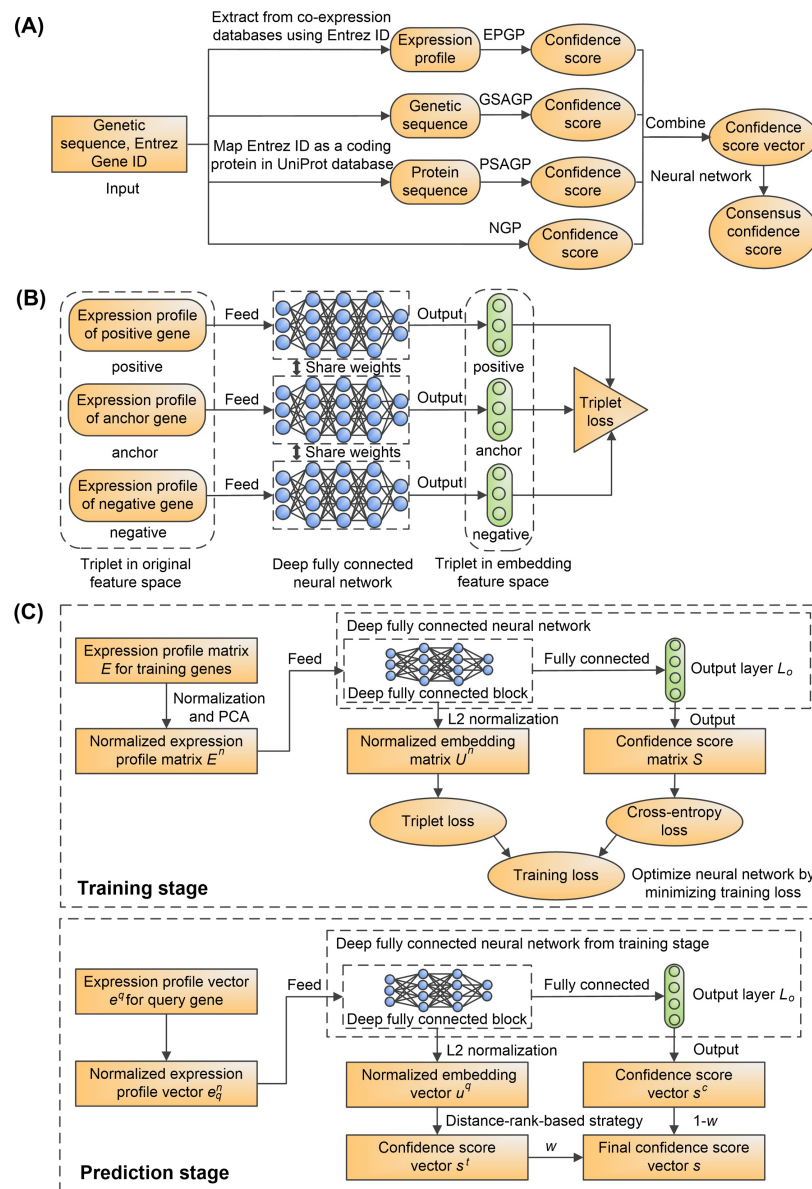 (A)
Extract from co-expression
databases using Entrez ID
Expression
profile
EPGP
Confidence
score
Genetic
sequence, Entrez
Gene ID
Input
Genetic
sequence
GSAGP
Confidence
score
Map Entrez ID as a coding
protein in UniProt database
Protein
sequence
PSAGP
Confidence
score
NGP
Confidence
score
Combine
Confidence
score vector
Neural network
Consensus
confidence
score
(B)
Expression profile
of positive gene
positive
Feed
Output
positive
Share weights
Expression profile
of anchor gene
anchor
Feed
Output
anchor
Triplet
loss
Share weights
Expression profile
of negative gene
negative
Feed
Output
negative
Triplet in original
feature space
Deep fully connected
neural network
Triplet in embedding
feature space
(C)
Expression profile matrix
E for training genes
Normalization
and PCA
Normalized expression
profile matrix Eⁿ
Feed
Deep fully connected neural network
Deep fully connected block
Fully connected
Output layer Lₒ
L2 normalization
Output
Normalized embedding
matrix Uⁿ
Confidence score
matrix S
Triplet loss
Cross-entropy
loss
Training loss
Optimize neural network by
minimizing training loss
Training stage
Expression profile vector
e^q for query gene
Normalized expression
profile vector e_q^n
Feed
Deep fully connected neural network from training stage
Deep fully connected block
Fully connected
Output layer Lₒ
L2 normalization
Output
Normalized embedding
vector u^q
Confidence score
vector s^c
Distance-rank-based strategy
1-w
Confidence score
vector s^t
w
Final confidence score
vector s
Prediction stage